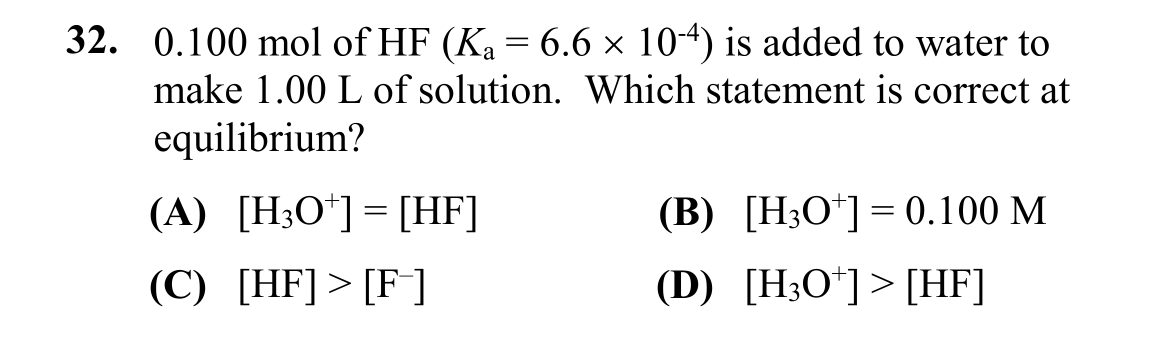 32. 0.100 mol of HF (Kₐ = 6.6 × 10⁻⁴) is added to water to
make 1.00 L of solution. Which statement is correct at
equilibrium?
(A) [H₃O⁺] = [HF] (B) [H₃O⁺] = 0.100 M
(C) [HF] > [F⁻] (D) [H₃O⁺] > [HF]